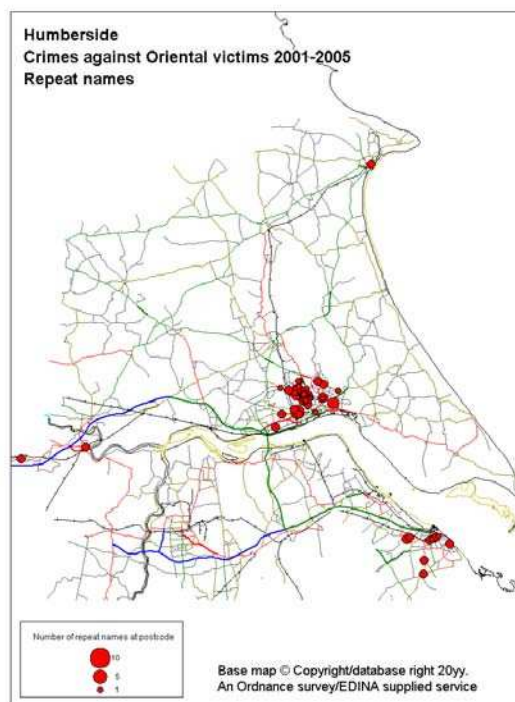 Humberside
Crimes against Oriental victims 2001-2005
Repeat names
Number of repeat names at postcode
10
5
1
Base map © Copyright/database right 20yy.
An Ordnance survey/EDINA supplied service